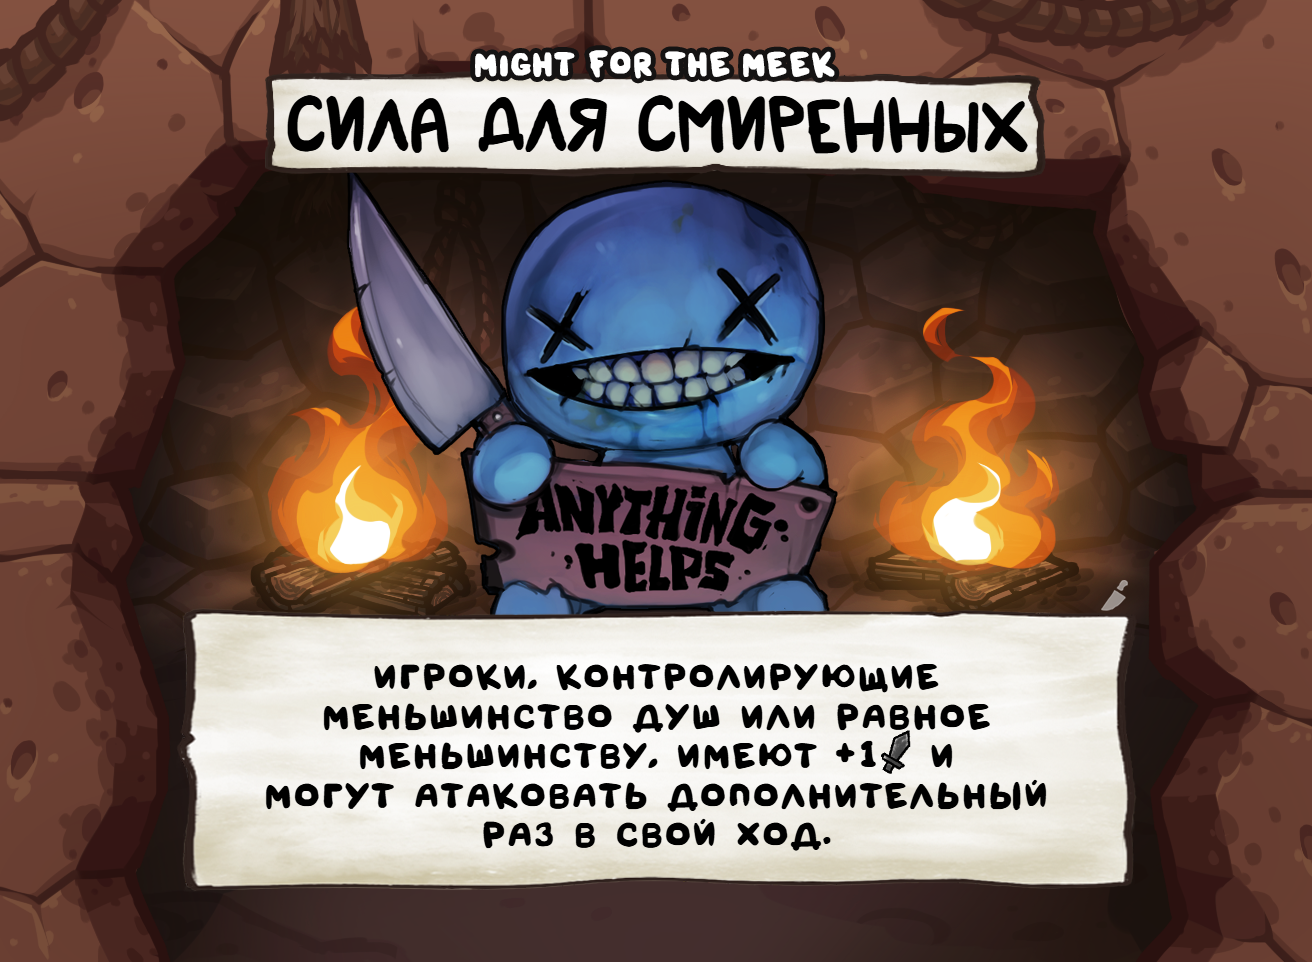 MIGHT FOR THE MEEK
СИЛА ДЛЯ СМИРЕННЫХ
ANYTHING
HELPS
ИГРОКИ, КОНТРОЛИРУЮЩИЕ
МЕНЬШИНСТВО ДУШ ИЛИ РАВНОЕ
МЕНЬШИНСТВУ, ИМЕЮТ +1 И
МОГУТ АТАКОВАТЬ ДОПОЛНИТЕЛЬНЫЙ
РАЗ В СВОЙ ХОД.